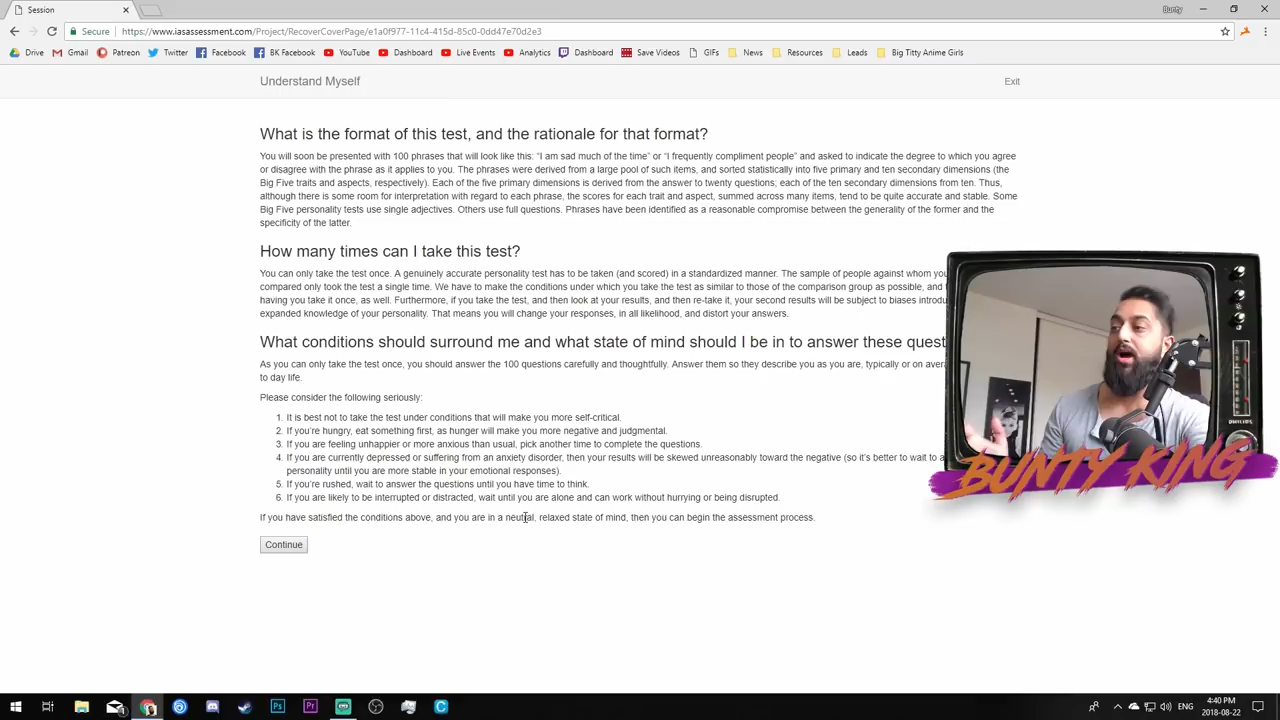 Session
Bunty
Secure
https://www.iasassessment.com/Project/RecoverCoverPage/e1a0f977-11c4-415d-85c0-0dd47e70d2e3
Drive Gmail Patreon Twitter Facebook BK Facebook YouTube Dashboard Live Events Analytics Dashboard Save Videos GIFs News Resources Leads Big Titty Anime Girls
Understand Myself Exit
What is the format of this test, and the rationale for that format?
You will soon be presented with 100 phrases that will look like this: “I am sad much of the time” or “I frequently compliment people” and asked to indicate the degree to which you agree
or disagree with the phrase as it applies to you. The phrases were derived from a large pool of such items, and sorted statistically into five primary and ten secondary dimensions (the
Big Five traits and aspects, respectively). Each of the five primary dimensions is derived from the answer to twenty questions; each of the ten secondary dimensions from ten. Thus,
although there is some room for interpretation with regard to each phrase, the scores for each trait and aspect, summed across many items, tend to be quite accurate and stable. Some
Big Five personality tests use single adjectives. Others use full questions. Phrases have been identified as a reasonable compromise between the generality of the former and the
specificity of the latter.
How many times can I take this test?
You can only take the test once. A genuinely accurate personality test has to be taken (and scored) in a standardized manner. The sample of people against whom you
compared only took the test a single time. We have to make the conditions under which you take the test as similar to those of the comparison group as possible, and
having you take it once, as well. Furthermore, if you take the test, and then look at your results, and then re-take it, your second results will be subject to biases introdu
expanded knowledge of your personality. That means you will change your responses, in all likelihood, and distort your answers.
What conditions should surround me and what state of mind should I be in to answer these quest
As you can only take the test once, you should answer the 100 questions carefully and thoughtfully. Answer them so they describe you as you are, typically or on aver
to day life.
Please consider the following seriously:
1. It is best not to take the test under conditions that will make you more self-critical.
2. If you're hungry, eat something first, as hunger will make you more negative and judgmental.
3. If you are feeling unhappier or more anxious than usual, pick another time to complete the questions.
4. If you are currently depressed or suffering from an anxiety disorder, then your results will be skewed unreasonably toward the negative (so it's better to wait to a
personality until you are more stable in your emotional responses).
5. If you're rushed, wait to answer the questions until you have time to think.
6. If you are likely to be interrupted or distracted, wait until you are alone and can work without hurrying or being disrupted.
If you have satisfied the conditions above, and you are in a neutral, relaxed state of mind, then you can begin the assessment process.
Continue
PHILIPS
BUNTY KING
ENG
4:40 PM
2018-08-22